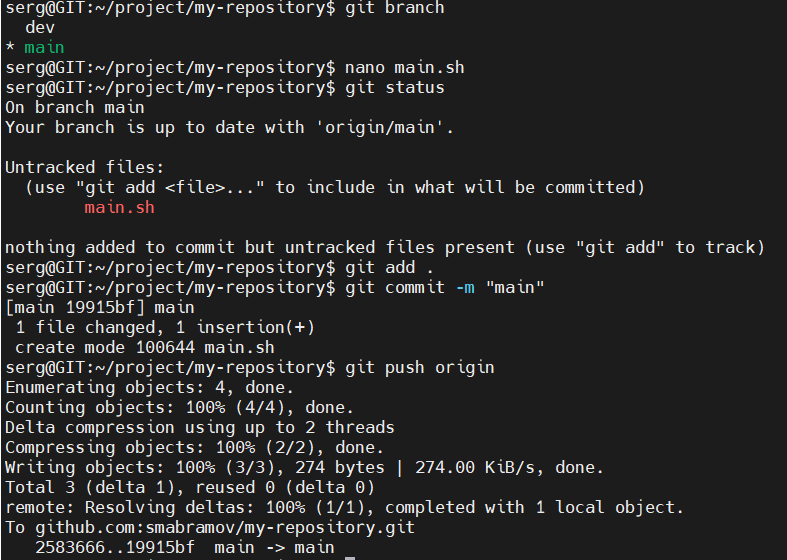 serg@GIT:~/project/my-repository$ git branch
  dev
* main
serg@GIT:~/project/my-repository$ nano main.sh
serg@GIT:~/project/my-repository$ git status
On branch main
Your branch is up to date with 'origin/main'.

Untracked files:
  (use "git add <file>..." to include in what will be committed)
        main.sh

nothing added to commit but untracked files present (use "git add" to track)
serg@GIT:~/project/my-repository$ git add .
serg@GIT:~/project/my-repository$ git commit -m "main"
[main 19915bf] main
 1 file changed, 1 insertion(+)
 create mode 100644 main.sh
serg@GIT:~/project/my-repository$ git push origin
Enumerating objects: 4, done.
Counting objects: 100% (4/4), done.
Delta compression using up to 2 threads
Compressing objects: 100% (2/2), done.
Writing objects: 100% (3/3), 274 bytes | 274.00 KiB/s, done.
Total 3 (delta 1), reused 0 (delta 0)
remote: Resolving deltas: 100% (1/1), completed with 1 local object.
To github.com:smabramov/my-repository.git
   2583666..19915bf  main -> main